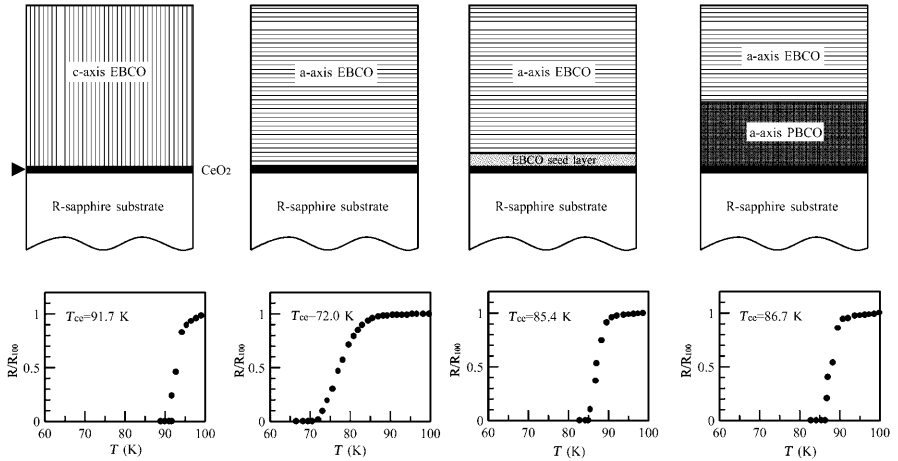 c-axis EBCO
CeO2
R-sapphire substrate
a-axis EBCO
R-sapphire substrate
a-axis EBCO
EBCO seed layer
R-sapphire substrate
a-axis EBCO
a-axis PBCO
R-sapphire substrate
Tce=91.7 K
R/R100
1
0.5
0
60 70 80 90 100
T (K)
Tce=72.0 K
R/R100
1
0.5
0
60 70 80 90 100
T (K)
Tce=85.4 K
R/R100
1
0.5
0
60 70 80 90 100
T (K)
Tce=86.7 K
R/R100
1
0.5
0
60 70 80 90 100
T (K)